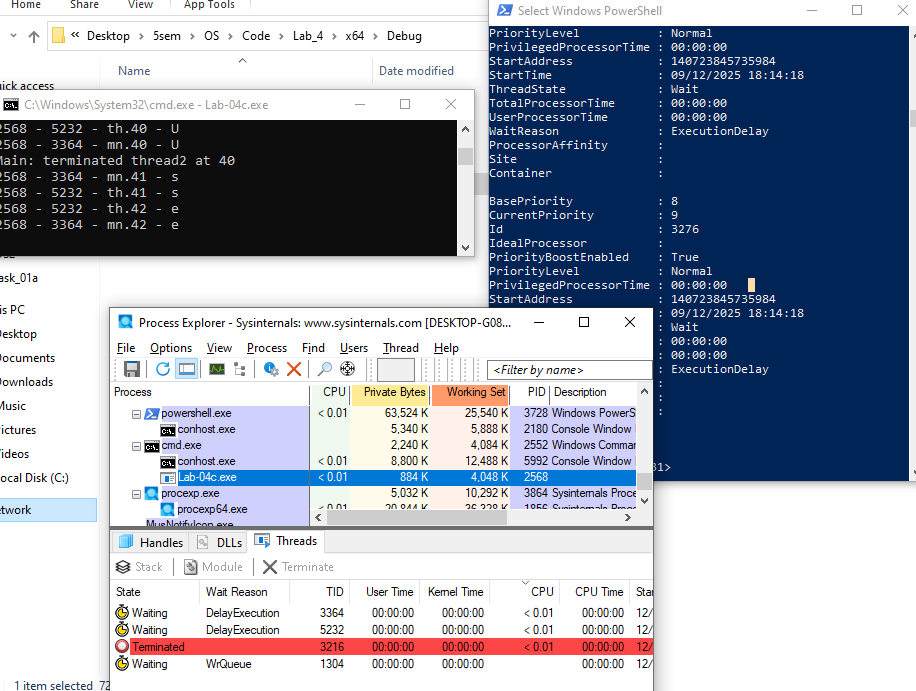 Home Share View App Tools
« Desktop > 5sem > OS > Code > Lab_4 > x64 > Debug
Name Date modified
uick access
ask_01a
is PC
esktop
ocuments
ownloads
Music
ictures
ideos
ocal Disk (C:)
etwork
1 item selected 72
C:\Windows\System32\cmd.exe - Lab-04c.exe
2568 - 5232 - th.40 - U
2568 - 3364 - mn.40 - U
Main: terminated thread2 at 40
2568 - 3364 - mn.41 - s
2568 - 5232 - th.41 - s
2568 - 5232 - th.42 - e
2568 - 3364 - mn.42 - e
Select Windows PowerShell
PriorityLevel : Normal
PrivilegedProcessorTime : 00:00:00
StartAddress : 140723845735984
StartTime : 09/12/2025 18:14:18
ThreadState : Wait
TotalProcessorTime : 00:00:00
UserProcessorTime : 00:00:00
WaitReason : ExecutionDelay
ProcessorAffinity :
Site :
Container :
BasePriority : 8
CurrentPriority : 9
Id : 3276
IdealProcessor :
PriorityBoostEnabled : True
PriorityLevel : Normal
PrivilegedProcessorTime : 00:00:00
StartAddress : 140723845735984
: 09/12/2025 18:14:18
: Wait
: 00:00:00
: 00:00:00
: ExecutionDelay
:
:
:
31>
Process Explorer - Sysinternals: www.sysinternals.com [DESKTOP-G08...
File Options View Process Find Users Thread Help
<Filter by name>
Process CPU Private Bytes Working Set PID Description
powershell.exe < 0.01 63,524 K 25,540 K 3728 Windows PowerS
conhost.exe 5,340 K 5,888 K 2180 Console Window
cmd.exe 2,240 K 4,084 K 2552 Windows Comma
conhost.exe < 0.01 8,800 K 12,488 K 5992 Console Window
Lab-04c.exe < 0.01 884 K 4,048 K 2568
procexp.exe 5,032 K 10,292 K 3864 Sysinternals Proce
procexp64.exe < 0.01 20,844 K 36,328 K 1856 Sysinternals Proce
MusNotifyIcon.exe
Handles DLLs Threads
Stack Module Terminate
State Wait Reason TID User Time Kernel Time CPU CPU Time Star
Waiting DelayExecution 3364 00:00:00 00:00:00 < 0.01 00:00:00 12/
Waiting DelayExecution 5232 00:00:00 00:00:00 < 0.01 00:00:00 12/
Terminated 3216 00:00:00 00:00:00 < 0.01 00:00:00 12/
Waiting WrQueue 1304 00:00:00 00:00:00 00:00:00 12/